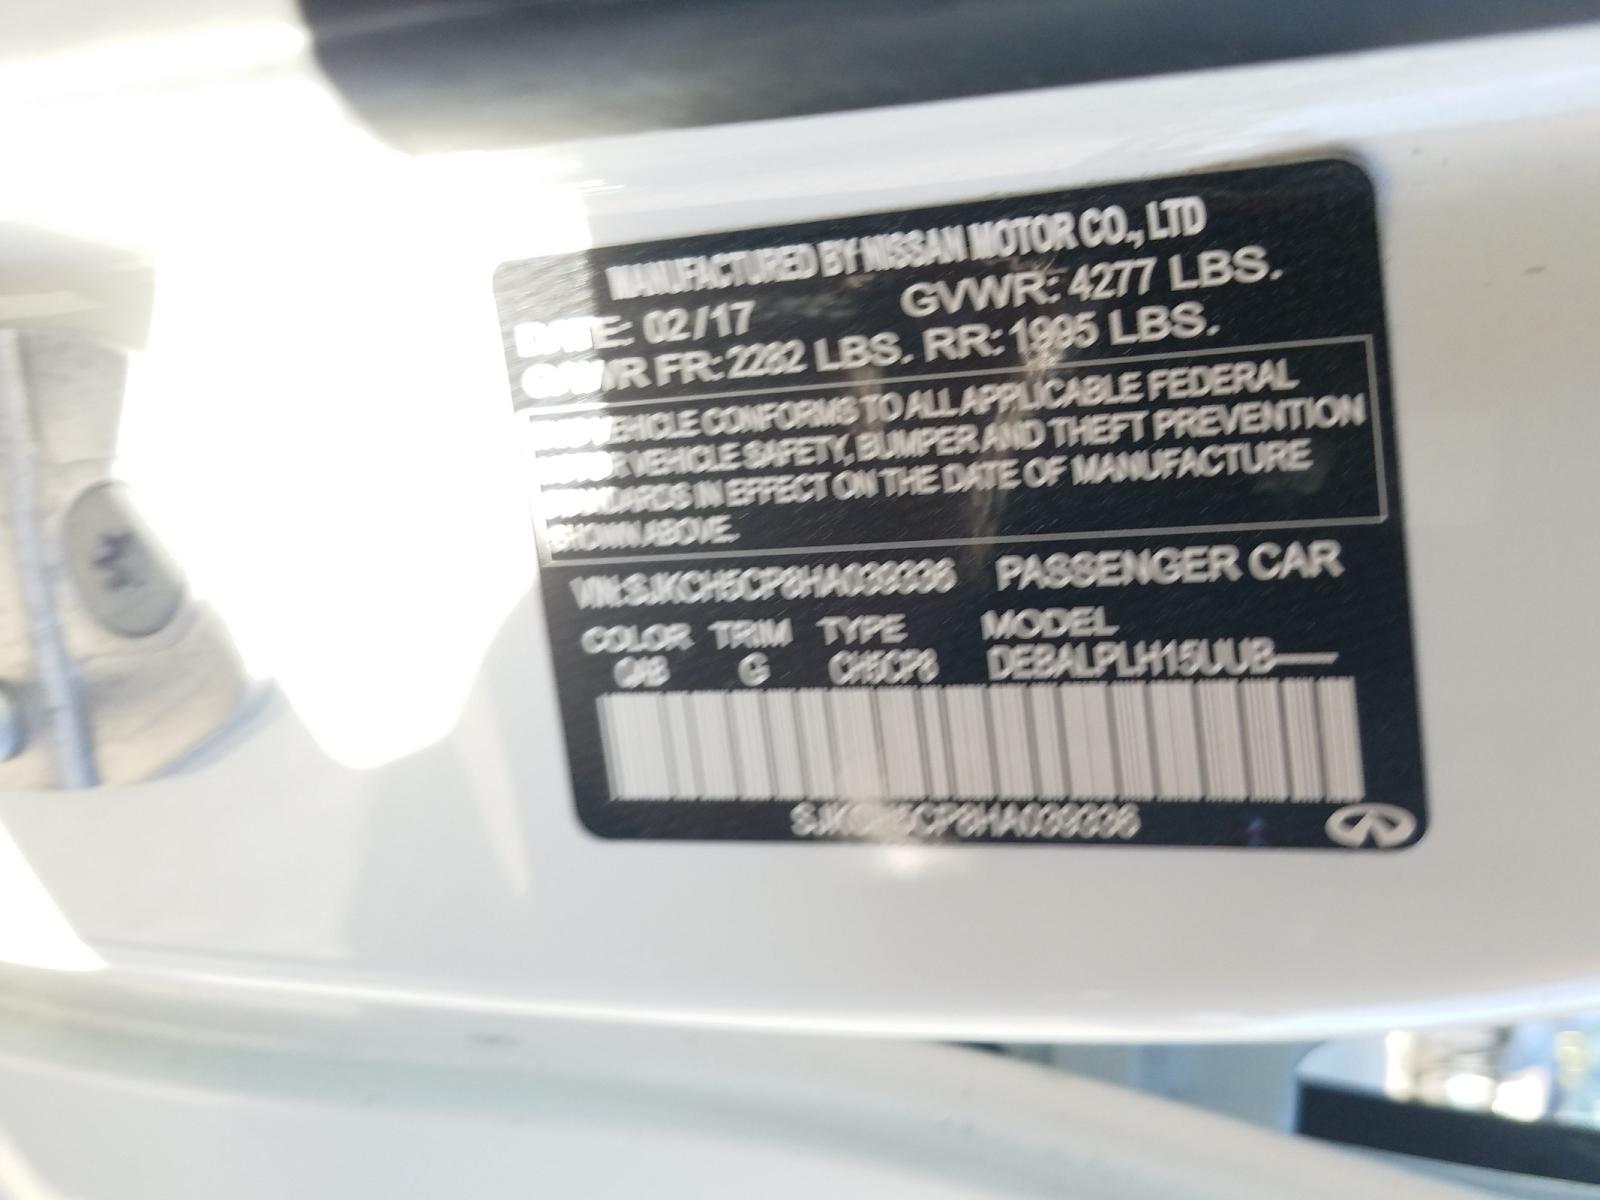 MANUFACTURED BY NISSAN MOTOR CO., LTD
DATE: 02/17 GVWR: 4277 LBS.
GAWR FR: 2282 LBS. RR: 1995 LBS.
THIS VEHICLE CONFORMS TO ALL APPLICABLE FEDERAL
MOTOR VEHICLE SAFETY, BUMPER AND THEFT PREVENTION
STANDARDS IN EFFECT ON THE DATE OF MANUFACTURE
SHOWN ABOVE.
VIN:SJKCH5CP8HA039336 PASSENGER CAR
COLOR TRIM TYPE MODEL
QAB G CH5CP8 DEBALPLH15UUB——
SJKCH5CP8HA039336